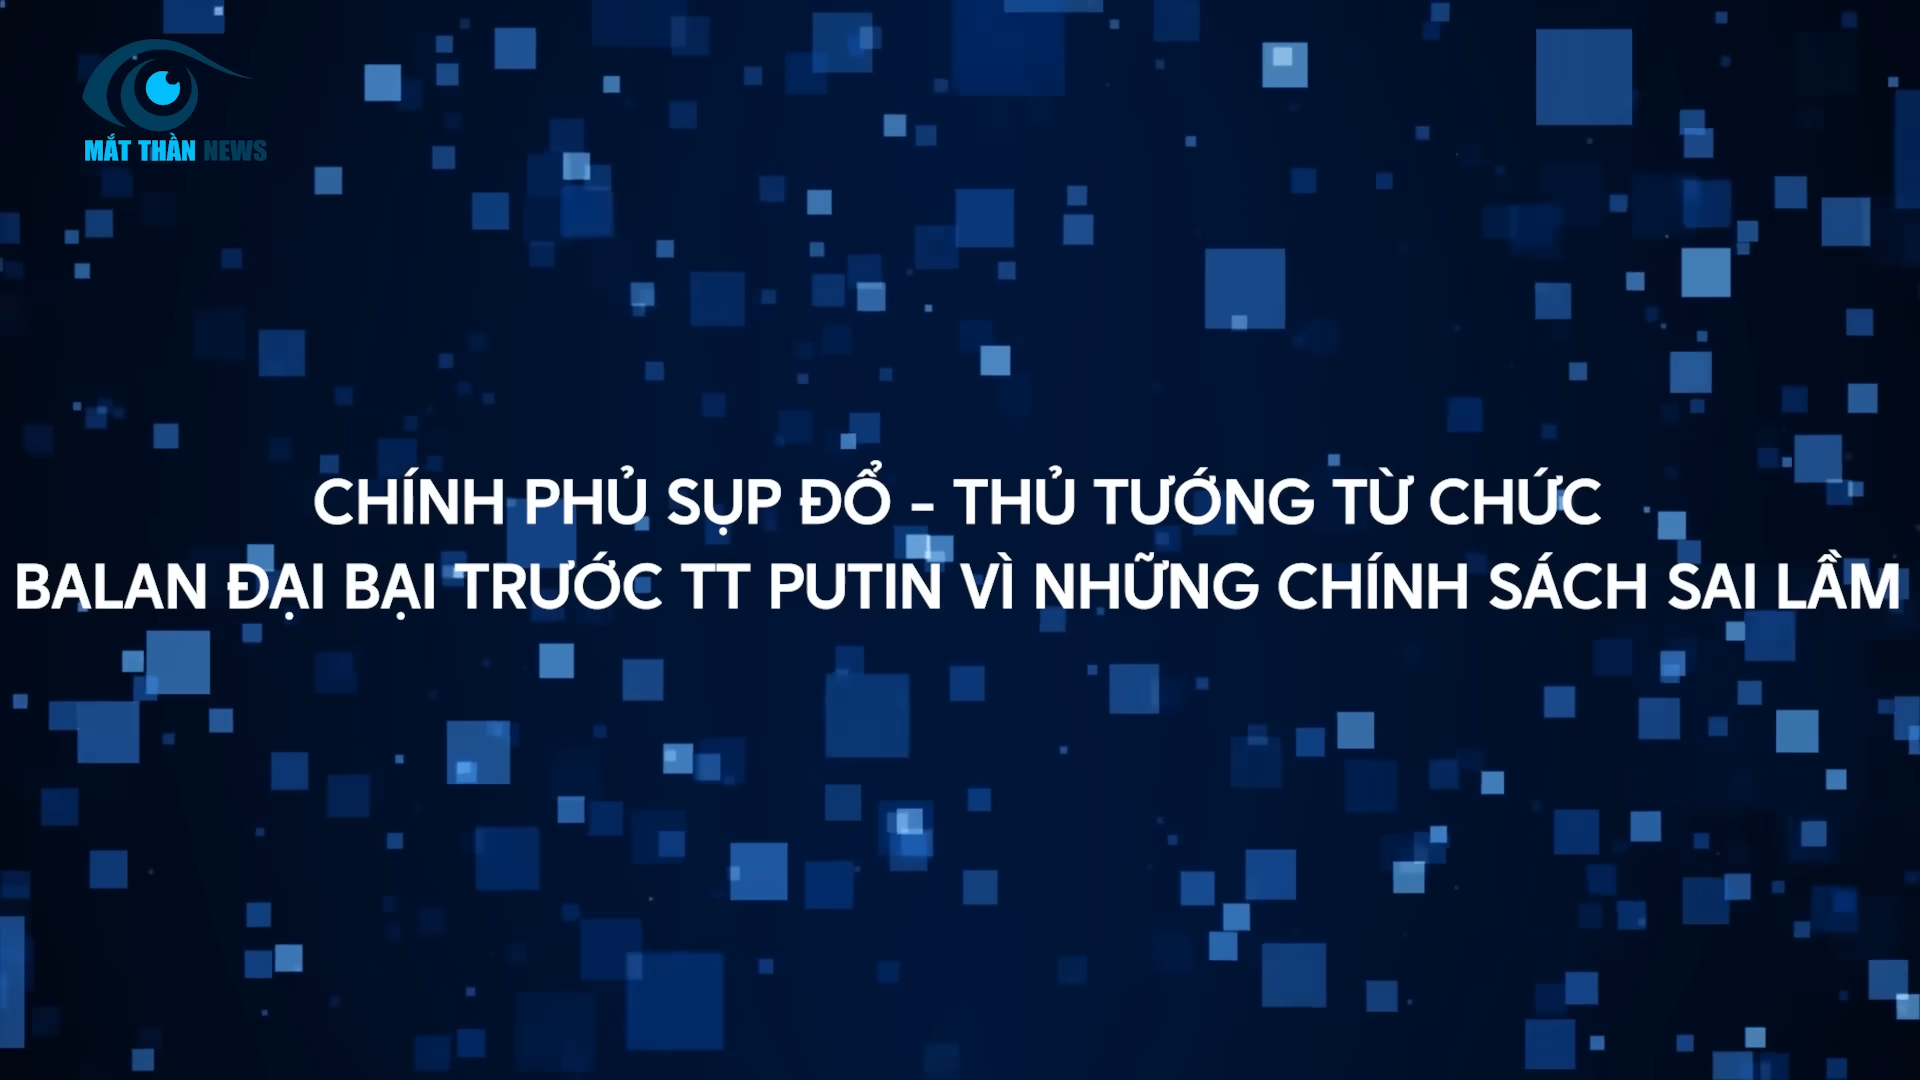 MẮT THẦN NEWS
CHÍNH PHỦ SỤP ĐỔ - THỦ TƯỚNG TỪ CHỨC
BALAN ĐẠI BẠI TRƯỚC TT PUTIN VÌ NHỮNG CHÍNH SÁCH SAI LẦM